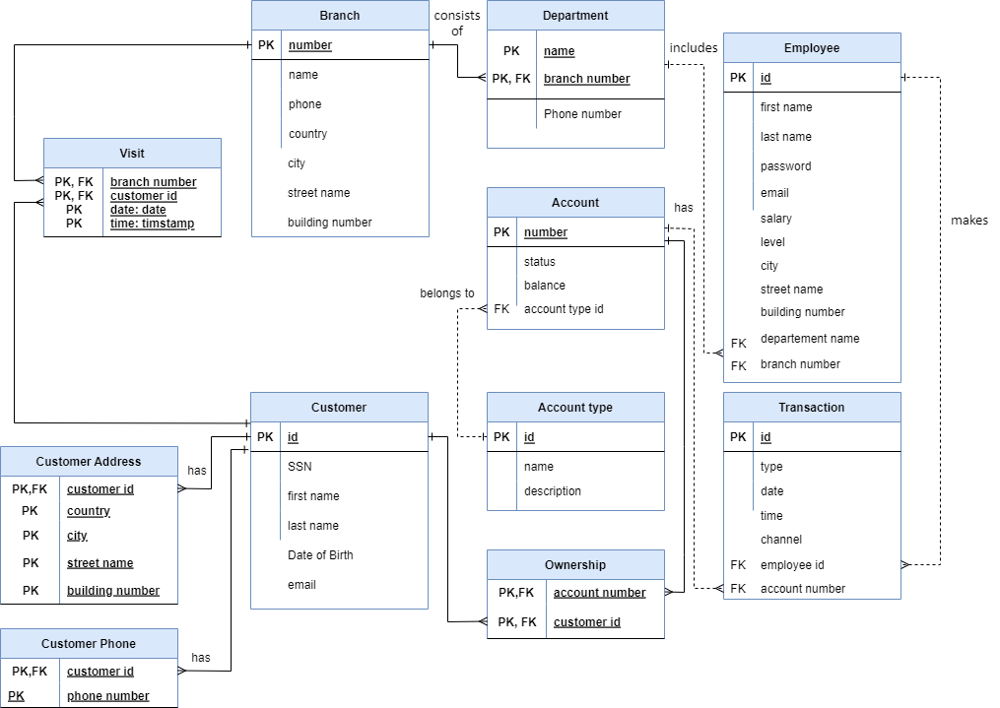 Branch
PK number
name
phone
country
city
street name
building number
consists
of
Department
PK name
PK, FK branch number
Phone number
includes
Employee
PK id
first name
last name
password
email
salary
level
city
street name
building number
FK departement name
FK branch number
makes
Visit
PK, FK branch number
PK, FK customer id
PK date: date
PK time: timstamp
Account
PK number
status
balance
FK account type id
has
belongs to
Customer
PK id
SSN
first name
last name
Date of Birth
email
Account type
PK id
name
description
Transaction
PK id
type
date
time
channel
FK employee id
FK account number
Customer Address
PK,FK customer id
PK country
PK city
PK street name
PK building number
has
Ownership
PK,FK account number
PK, FK customer id
Customer Phone
PK,FK customer id
PK phone number
has